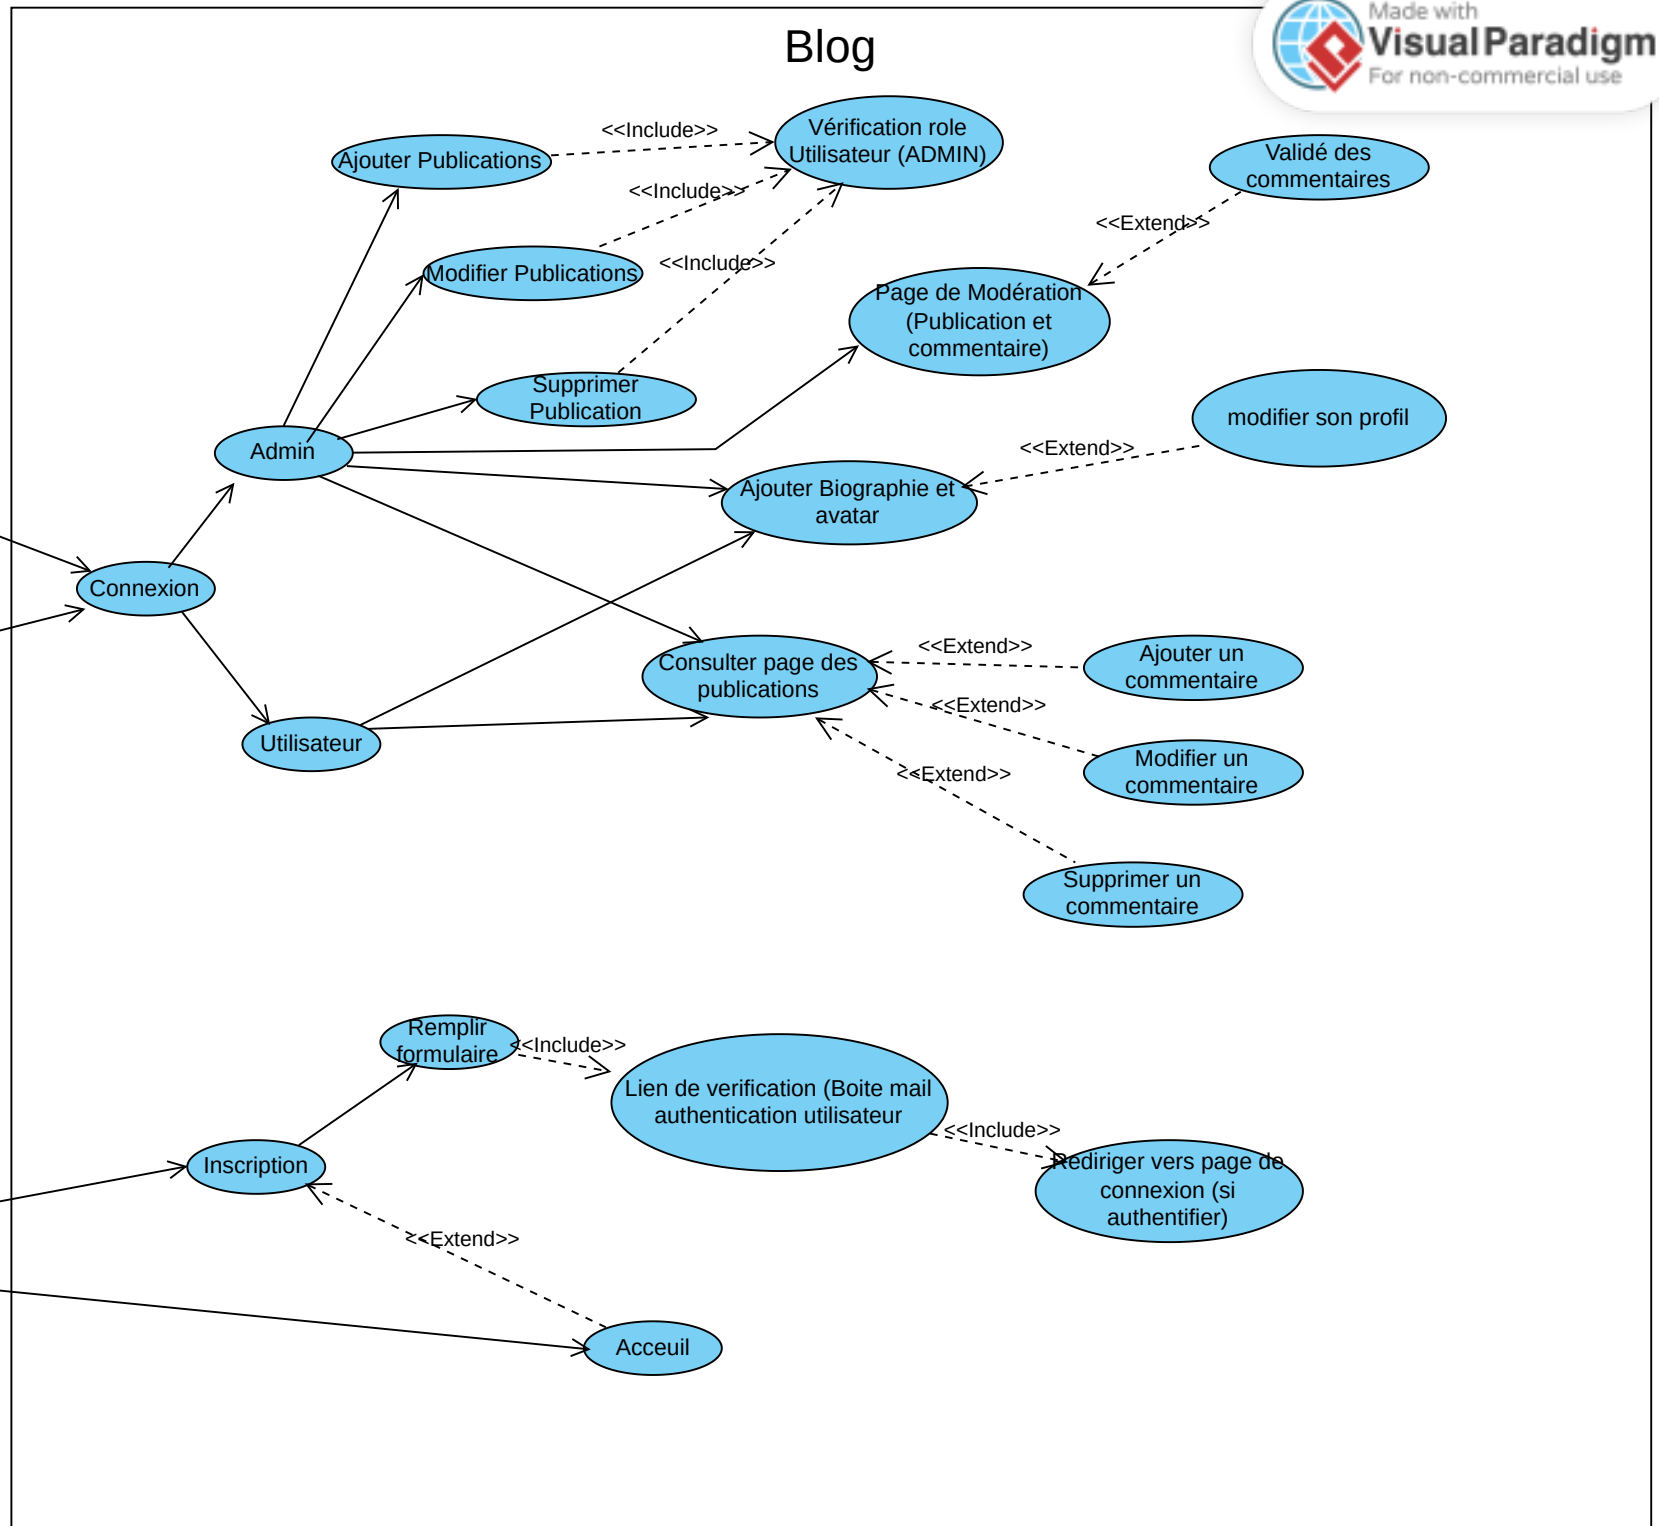 Blog
Made with
Visual Paradigm
For non-commercial use
Ajouter Publications
<<Include>>
Vérification role
Utilisateur (ADMIN)
Validé des
commentaires
<<Include>>
<<Extend>>
Modifier Publications
<<Include>>
Page de Modération
(Publication et
commentaire)
Supprimer
Publication
modifier son profil
Admin
<<Extend>>
Ajouter Biographie et
avatar
Connexion
Consulter page des
publications
<<Extend>>
Ajouter un
commentaire
<<Extend>>
Utilisateur
Modifier un
commentaire
<<Extend>>
Supprimer un
commentaire
Remplir
formulaire
<<Include>>
Lien de verification (Boite mail
authentication utilisateur
<<Include>>
Rediriger vers page de
connexion (si
authentifier)
Inscription
<<Extend>>
Acceuil